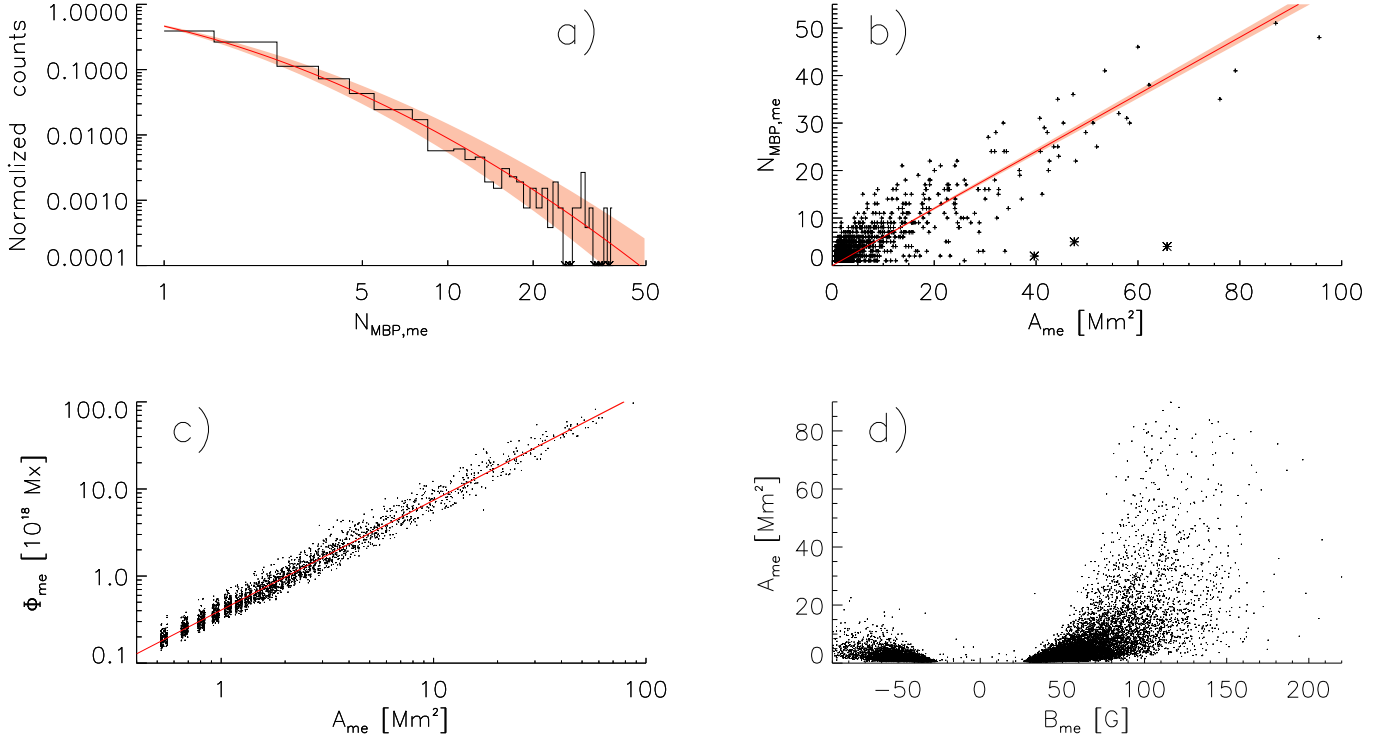 a)
Normalized counts
1.0000
0.1000
0.0100
0.0010
0.0001
1 5 10 20 50
N_MBP,me
b)
N_MBP,me
50
40
30
20
10
0
0 20 40 60 80 100
A_me [Mm²]
c)
Φ_me [10¹⁸ Mx]
100.0
10.0
1.0
0.1
1 10 100
A_me [Mm²]
d)
A_me [Mm²]
80
60
40
20
0
−50 0 50 100 150 200
B_me [G]